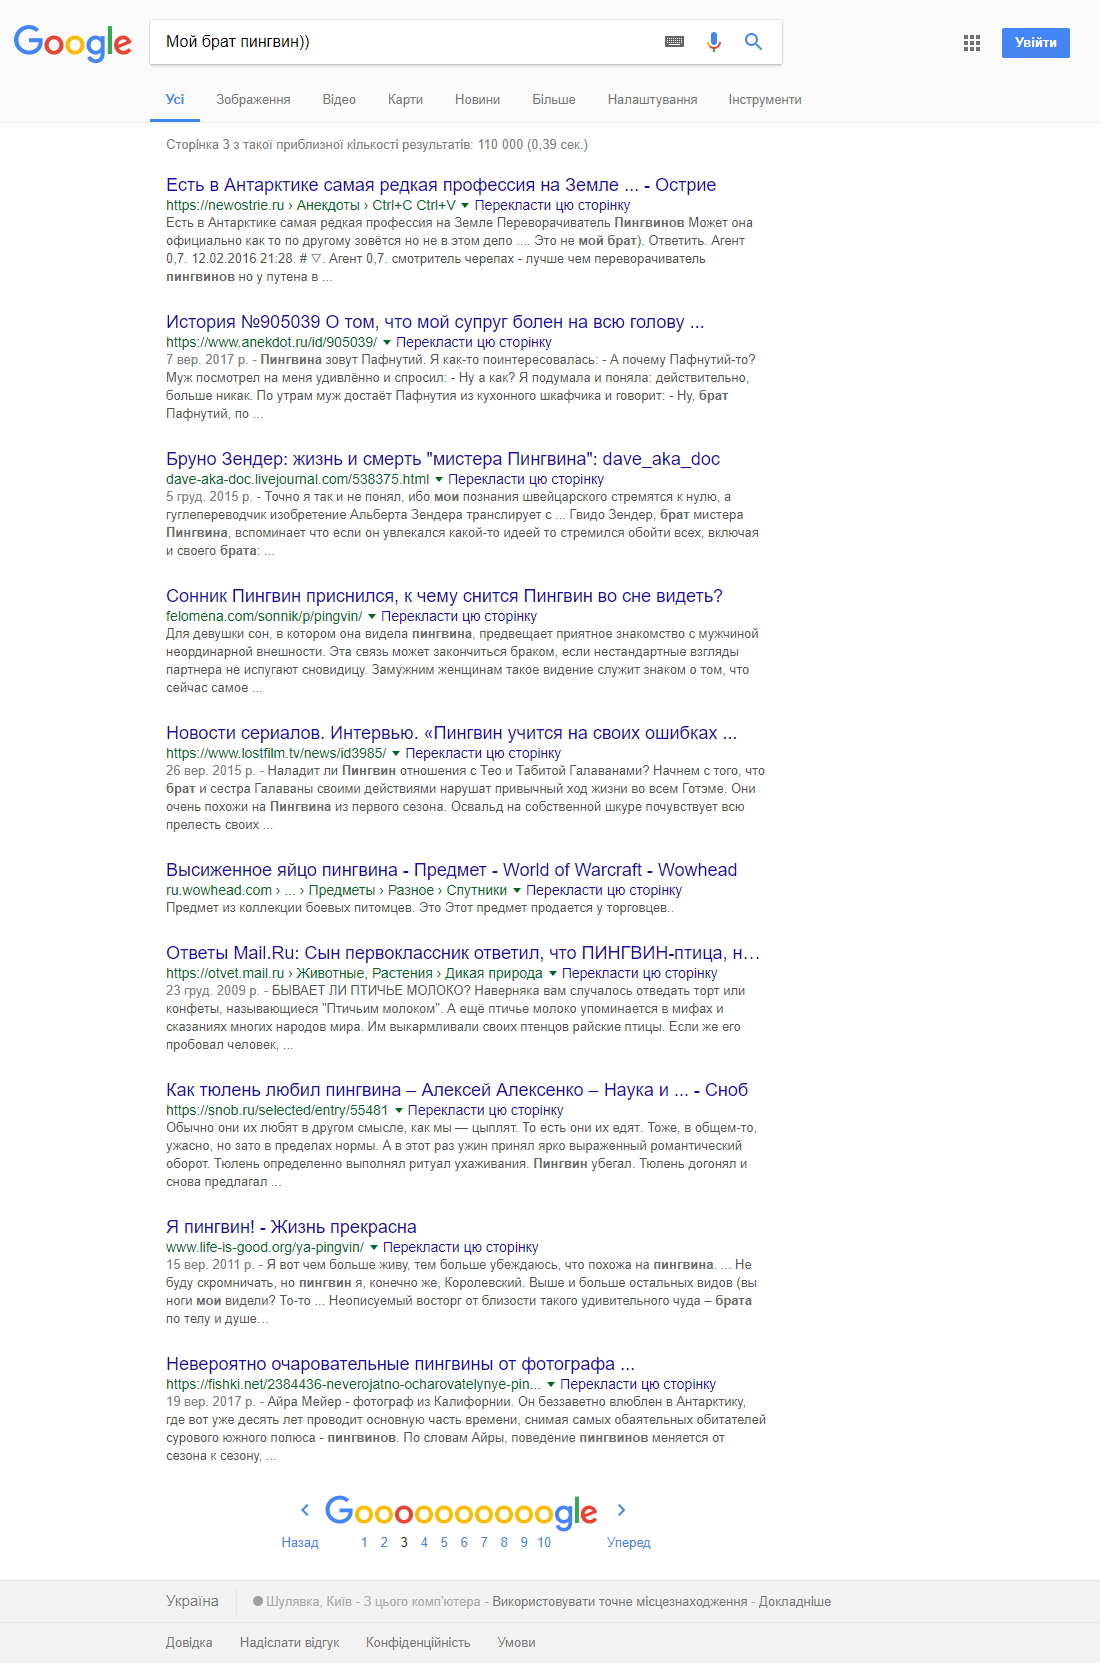 Google
Мой брат пингвин))
Увійти
Усі Зображення Відео Карти Новини Більше Налаштування Інструменти
Сторінка 3 з такої приблизної кількості результатів: 110 000 (0,39 сек.)
Есть в Антарктике самая редкая профессия на Земле ... - Острие
https://newostrie.ru › Анекдоты › Ctrl+C Ctrl+V ▼ Перекласти цю сторінку
Есть в Антарктике самая редкая профессия на Земле Переворачиватель Пингвинов Может она
официально как то по другому зовётся но не в этом дело .... Это не мой брат). Ответить. Агент
0,7. 12.02.2016 21:28. # ▽. Агент 0,7. смотритель черепах - лучше чем переворачиватель
пингвинов но у путена в ...
История №905039 О том, что мой супруг болен на всю голову ...
https://www.anekdot.ru/id/905039/ ▼ Перекласти цю сторінку
7 вер. 2017 р. - Пингвина зовут Пафнутий. Я как-то поинтересовалась: - А почему Пафнутий-то?
Муж посмотрел на меня удивлённо и спросил: - Ну а как? Я подумала и поняла: действительно,
больше никак. По утрам муж достаёт Пафнутия из кухонного шкафчика и говорит: - Ну, брат
Пафнутий, по ...
Бруно Зендер: жизнь и смерть "мистера Пингвина": dave_aka_doc
dave-aka-doc.livejournal.com/538375.html ▼ Перекласти цю сторінку
5 груд. 2015 р. - Точно я так и не понял, ибо мои познания швейцарского стремятся к нулю, а
гуглепереводчик изобретение Альберта Зендера транслирует с ... Гвидо Зендер, брат мистера
Пингвина, вспоминает что если он увлекался какой-то идеей то стремился обойти всех, включая
и своего брата: ...
Сонник Пингвин приснился, к чему снится Пингвин во сне видеть?
felomena.com/sonnik/p/pingvin/ ▼ Перекласти цю сторінку
Для девушки сон, в котором она видела пингвина, предвещает приятное знакомство с мужчиной
неординарной внешности. Эта связь может закончиться браком, если нестандартные взгляды
партнера не испугают сновидицу. Замужним женщинам такое видение служит знаком о том, что
сейчас самое ...
Новости сериалов. Интервью. «Пингвин учится на своих ошибках ...
https://www.lostfilm.tv/news/id3985/ ▼ Перекласти цю сторінку
26 вер. 2015 р. - Наладит ли Пингвин отношения с Тео и Табитой Галаванами? Начнем с того, что
брат и сестра Галаваны своими действиями нарушат привычный ход жизни во всем Готэме. Они
очень похожи на Пингвина из первого сезона. Освальд на собственной шкуре почувствует всю
прелесть своих ...
Высиженное яйцо пингвина - Предмет - World of Warcraft - Wowhead
ru.wowhead.com › ... › Предметы › Разное › Спутники ▼ Перекласти цю сторінку
Предмет из коллекции боевых питомцев. Это Этот предмет продается у торговцев..
Ответы Mail.Ru: Сын первоклассник ответил, что ПИНГВИН-птица, н…
https://otvet.mail.ru › Животные, Растения › Дикая природа ▼ Перекласти цю сторінку
23 груд. 2009 р. - БЫВАЕТ ЛИ ПТИЧЬЕ МОЛОКО? Наверняка вам случалось отведать торт или
конфеты, называющиеся "Птичьим молоком". А ещё птичье молоко упоминается в мифах и
сказаниях многих народов мира. Им выкармливали своих птенцов райские птицы. Если же его
пробовал человек, ...
Как тюлень любил пингвина – Алексей Алексенко – Наука и ... - Сноб
https://snob.ru/selected/entry/55481 ▼ Перекласти цю сторінку
Обычно они их любят в другом смысле, как мы — цыплят. То есть они их едят. Тоже, в общем-то,
ужасно, но зато в пределах нормы. А в этот раз ужин принял ярко выраженный романтический
оборот. Тюлень определенно выполнял ритуал ухаживания. Пингвин убегал. Тюлень догонял и
снова предлагал ...
Я пингвин! - Жизнь прекрасна
www.life-is-good.org/ya-pingvin/ ▼ Перекласти цю сторінку
15 вер. 2011 р. - Я вот чем больше живу, тем больше убеждаюсь, что похожа на пингвина. ... Не
буду скромничать, но пингвин я, конечно же, Королевский. Выше и больше остальных видов (вы
ноги мои видели? То-то ... Неописуемый восторг от близости такого удивительного чуда – брата
по телу и душе…
Невероятно очаровательные пингвины от фотографа ...
https://fishki.net/2384436-neverojatno-ocharovatelynye-pin... ▼ Перекласти цю сторінку
19 вер. 2017 р. - Айра Мейер - фотограф из Калифорнии. Он беззаветно влюблен в Антарктику,
где вот уже десять лет проводит основную часть времени, снимая самых обаятельных обитателей
сурового южного полюса - пингвинов. По словам Айры, поведение пингвинов меняется от
сезона к сезону, ...
Goooooooooogle
Назад 1 2 3 4 5 6 7 8 9 10 Уперед
Україна Шулявка, Київ - З цього комп'ютера - Використовувати точне місцезнаходження - Докладніше
Довідка Надіслати відгук Конфіденційність Умови